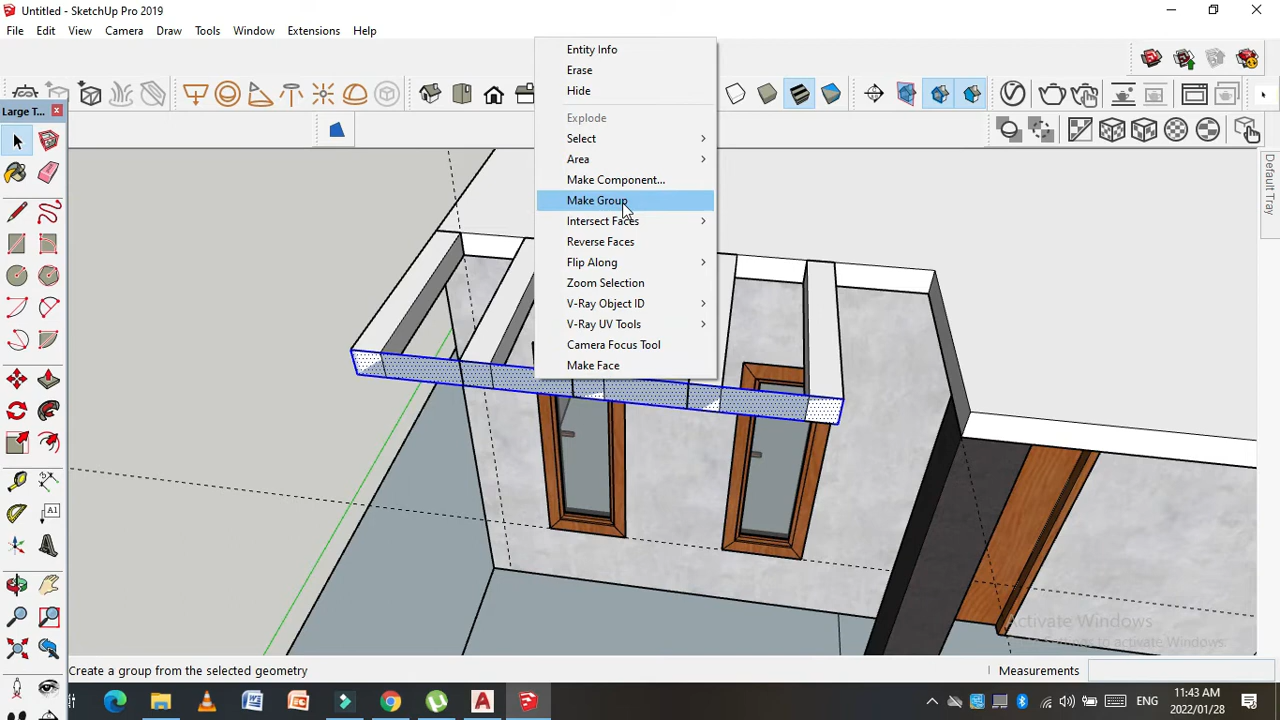 Untitled - SketchUp Pro 2019
File Edit View Camera Draw Tools Window Extensions Help
Large T...
Entity Info
Erase
Hide
Explode
Select
Area
Make Component...
Make Group
Intersect Faces
Reverse Faces
Flip Along
Zoom Selection
V-Ray Object ID
V-Ray UV Tools
Camera Focus Tool
Make Face
Default Tray
A1
Activate Windows
Create a group from the selected geometry
Measurements
ENG
11:43 AM
2022/01/28